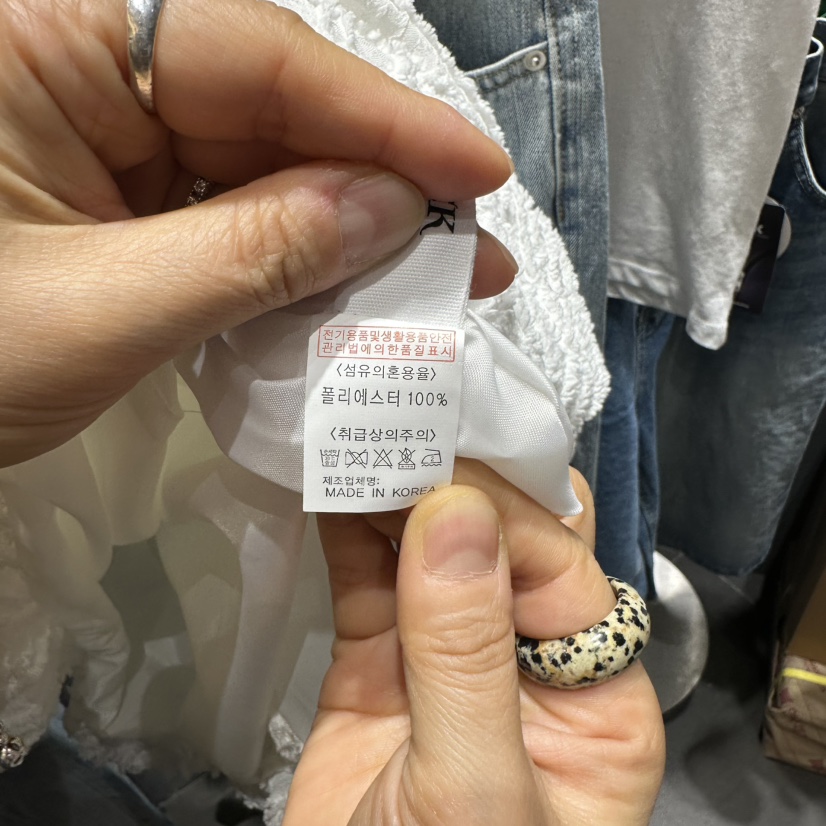 K
전기용품및생활용품안전
관리법에의한품질표시
〈섬유의혼용율〉
폴리에스터 100%
〈취급상의주의〉
제조업체명:
MADE IN KOREA